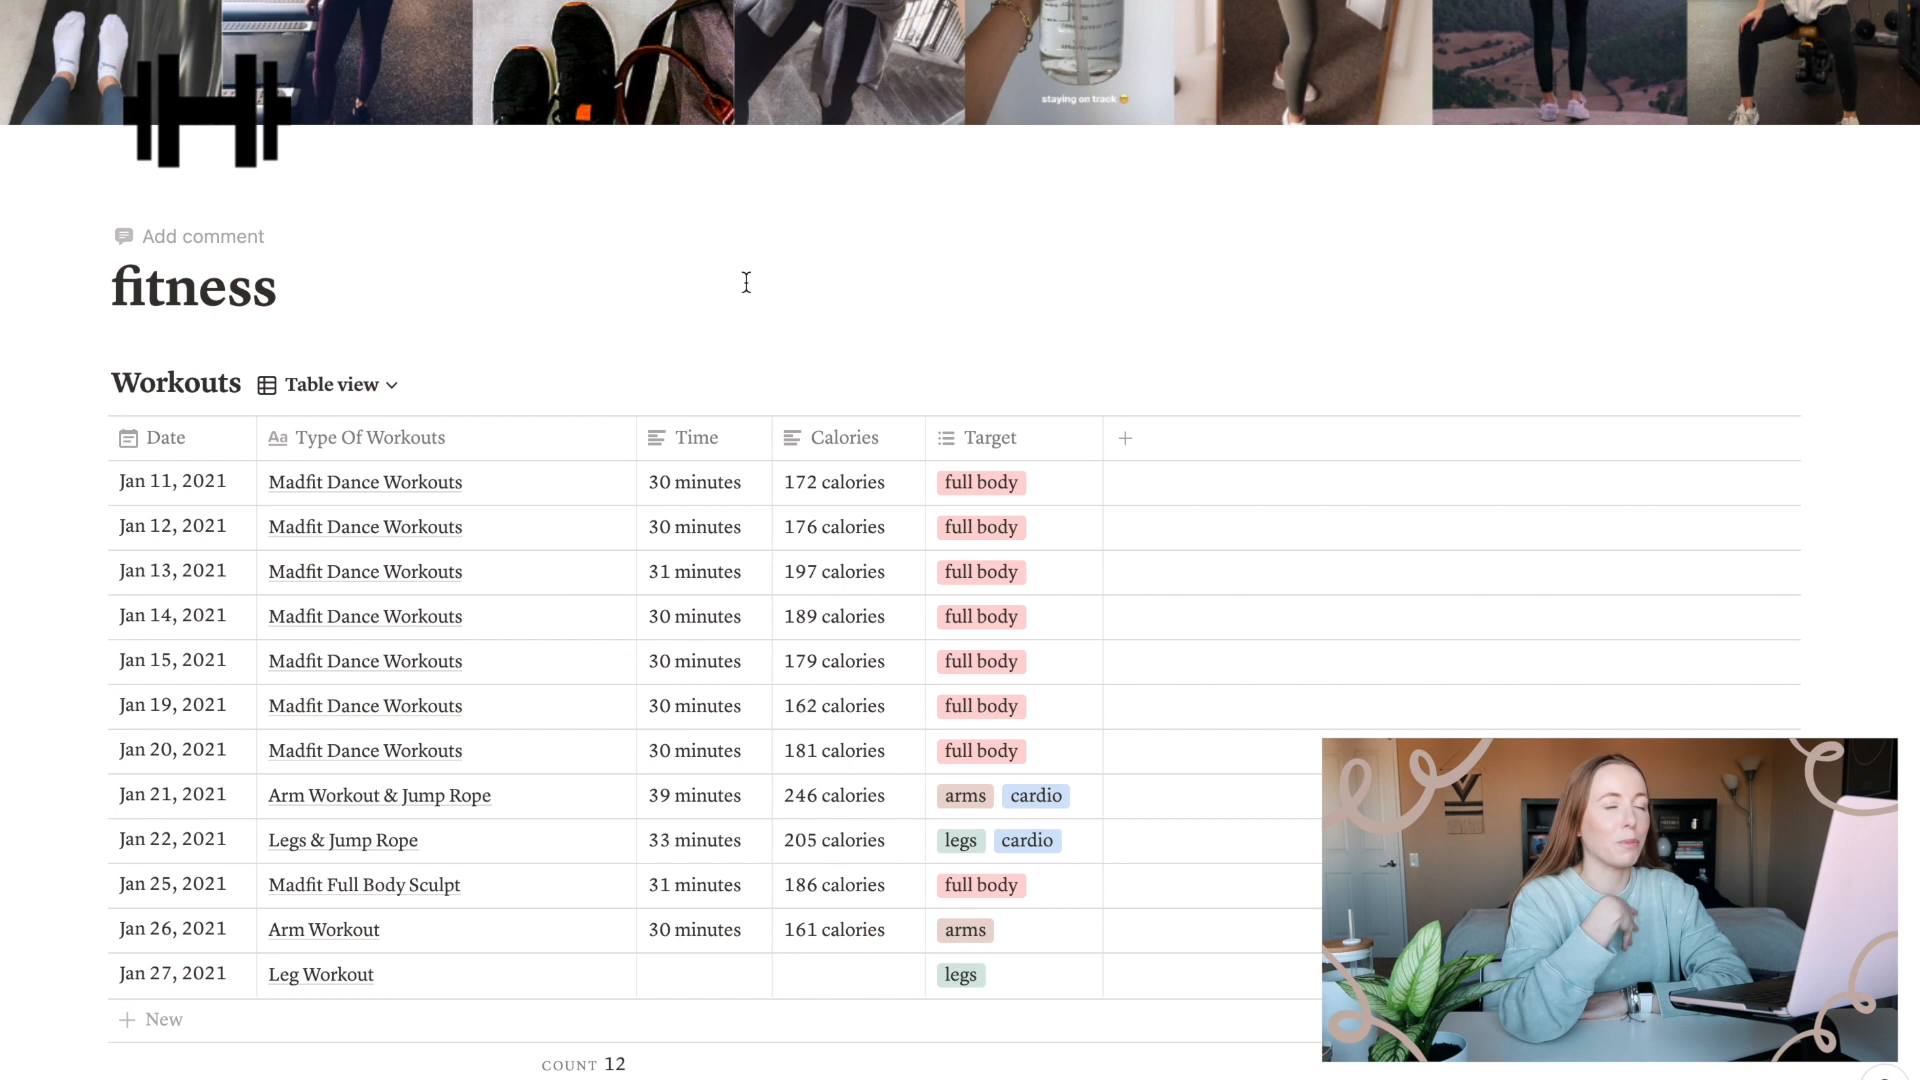 staying on track
Add comment
fitness
Workouts Table view
Date Aa Type Of Workouts Time Calories Target
Jan 11, 2021 Madfit Dance Workouts 30 minutes 172 calories full body
Jan 12, 2021 Madfit Dance Workouts 30 minutes 176 calories full body
Jan 13, 2021 Madfit Dance Workouts 31 minutes 197 calories full body
Jan 14, 2021 Madfit Dance Workouts 30 minutes 189 calories full body
Jan 15, 2021 Madfit Dance Workouts 30 minutes 179 calories full body
Jan 19, 2021 Madfit Dance Workouts 30 minutes 162 calories full body
Jan 20, 2021 Madfit Dance Workouts 30 minutes 181 calories full body
Jan 21, 2021 Arm Workout & Jump Rope 39 minutes 246 calories arms cardio
Jan 22, 2021 Legs & Jump Rope 33 minutes 205 calories legs cardio
Jan 25, 2021 Madfit Full Body Sculpt 31 minutes 186 calories full body
Jan 26, 2021 Arm Workout 30 minutes 161 calories arms
Jan 27, 2021 Leg Workout legs
New
COUNT 12